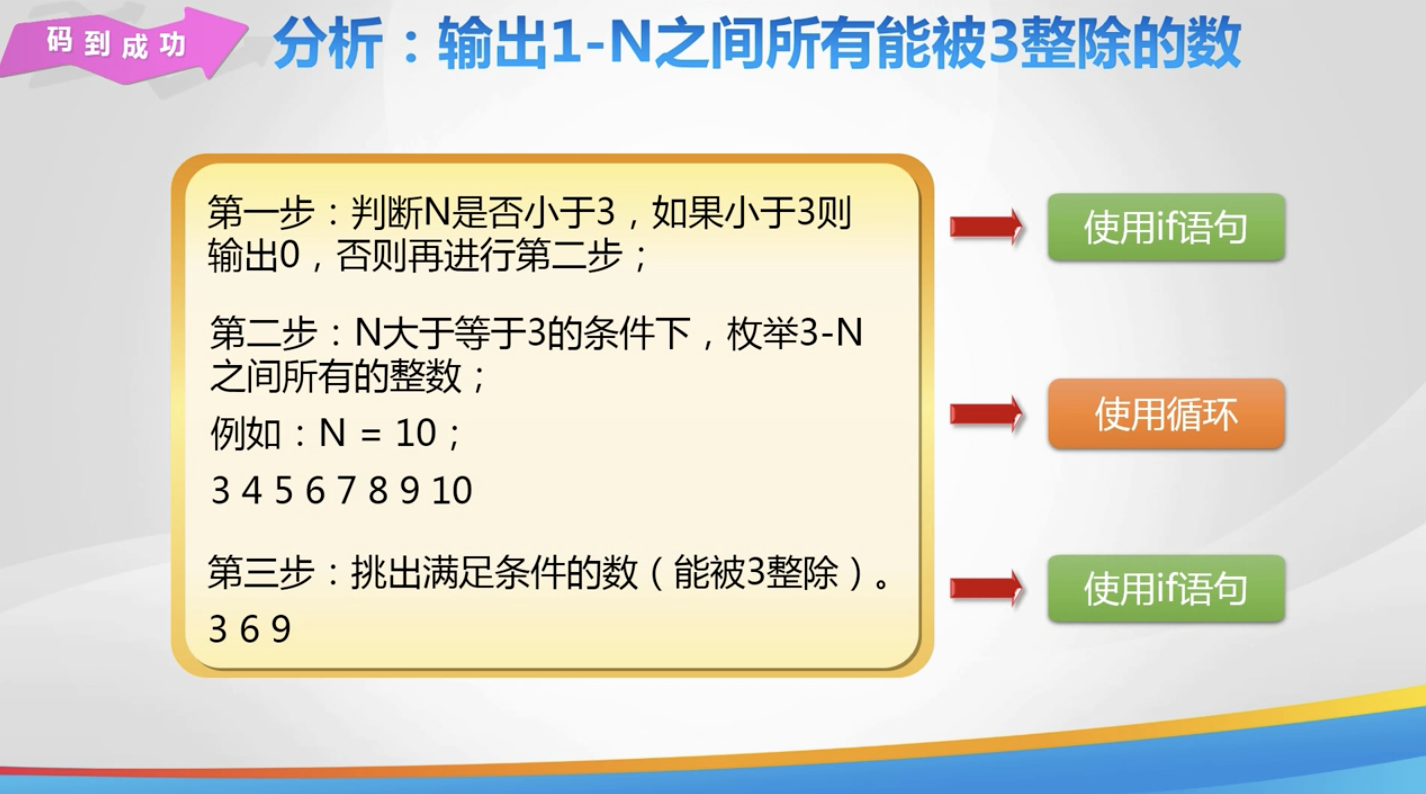 码到成功
分析：输出1-N之间所有能被3整除的数
第一步：判断N是否小于3，如果小于3则
输出0，否则再进行第二步；
使用if语句
第二步：N大于等于3的条件下，枚举3-N
之间所有的整数；
例如：N = 10；
3 4 5 6 7 8 9 10
使用循环
第三步：挑出满足条件的数（能被3整除）。
3 6 9
使用if语句